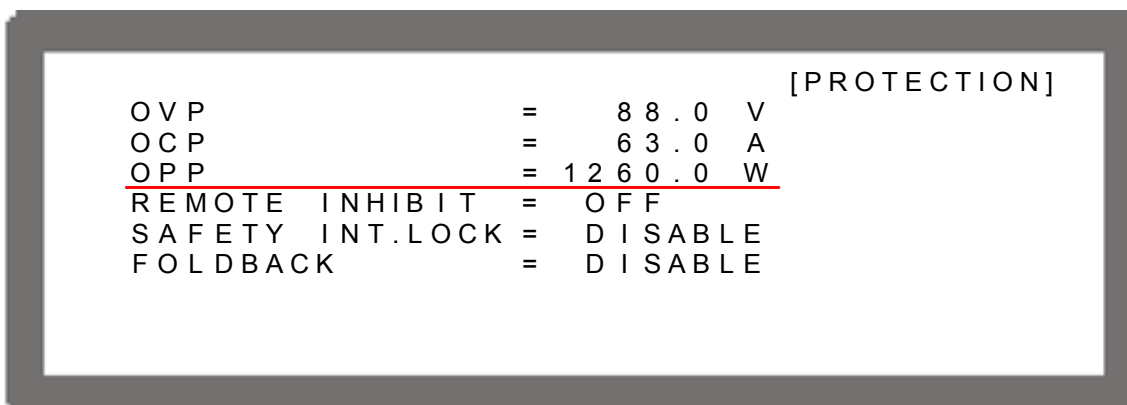 [PROTECTION]
OVP = 88.0 V
OCP = 63.0 A
OPP = 1260.0 W
REMOTE INHIBIT = OFF
SAFETY INT.LOCK = DISABLE
FOLDBACK = DISABLE